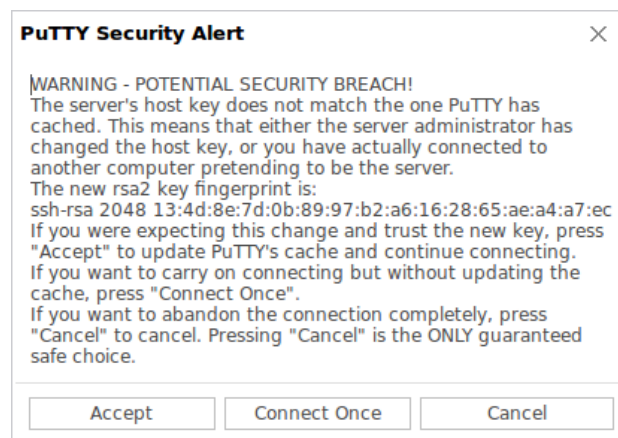 PuTTY Security Alert
WARNING - POTENTIAL SECURITY BREACH!
The server's host key does not match the one PuTTY has
cached. This means that either the server administrator has
changed the host key, or you have actually connected to
another computer pretending to be the server.
The new rsa2 key fingerprint is:
ssh-rsa 2048 13:4d:8e:7d:0b:89:97:b2:a6:16:28:65:ae:a4:a7:ec
If you were expecting this change and trust the new key, press
"Accept" to update PuTTY's cache and continue connecting.
If you want to carry on connecting but without updating the
cache, press "Connect Once".
If you want to abandon the connection completely, press
"Cancel" to cancel. Pressing "Cancel" is the ONLY guaranteed
safe choice.
Accept Connect Once Cancel